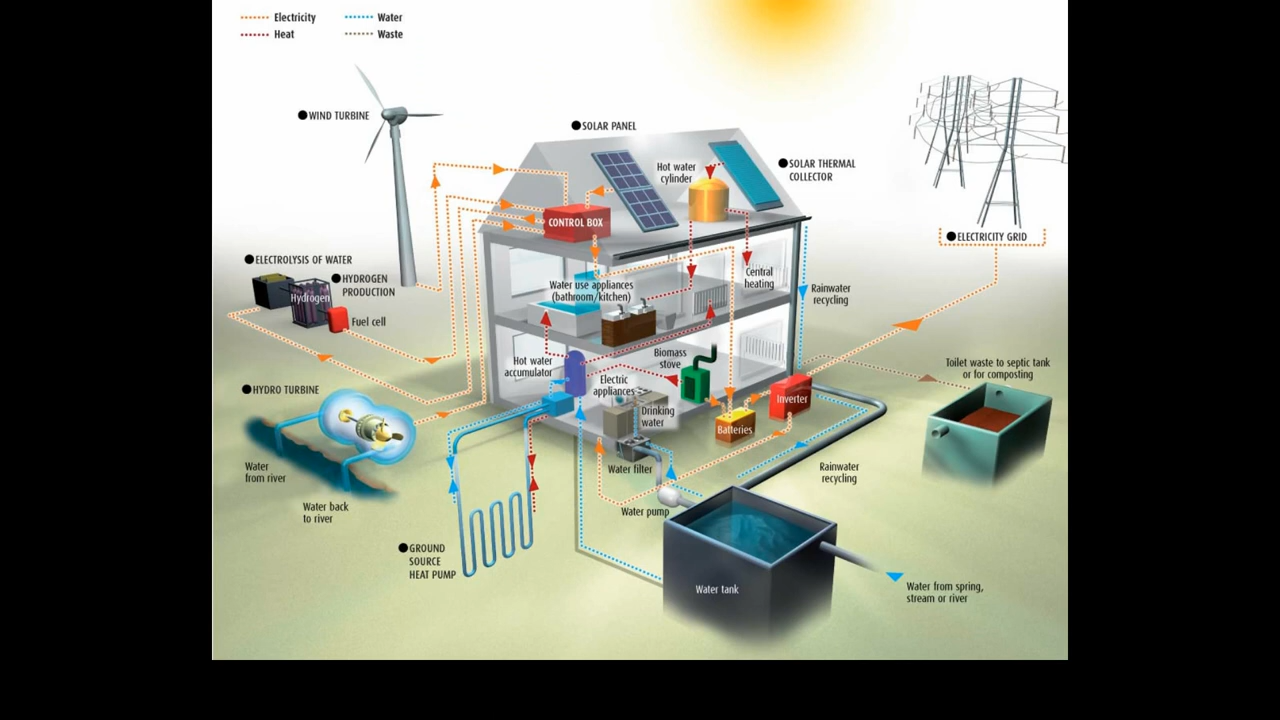 Electricity
Water
Heat
Waste
WIND TURBINE
SOLAR PANEL
Hot water
cylinder
SOLAR THERMAL
COLLECTOR
CONTROL BOX
ELECTRICITY GRID
ELECTROLYSIS OF WATER
HYDROGEN
PRODUCTION
Hydrogen
Fuel cell
Water use appliances
(bathroom/kitchen)
Central
heating
Rainwater
recycling
Hot water
accumulator
Biomass
stove
Electric
appliances
Drinking
water
Batteries
Inverter
Toilet waste to septic tank
or for composting
HYDRO TURBINE
Water
from river
Water back
to river
Water filter
Rainwater
recycling
Water pump
GROUND
SOURCE
HEAT PUMP
Water tank
Water from spring,
stream or river